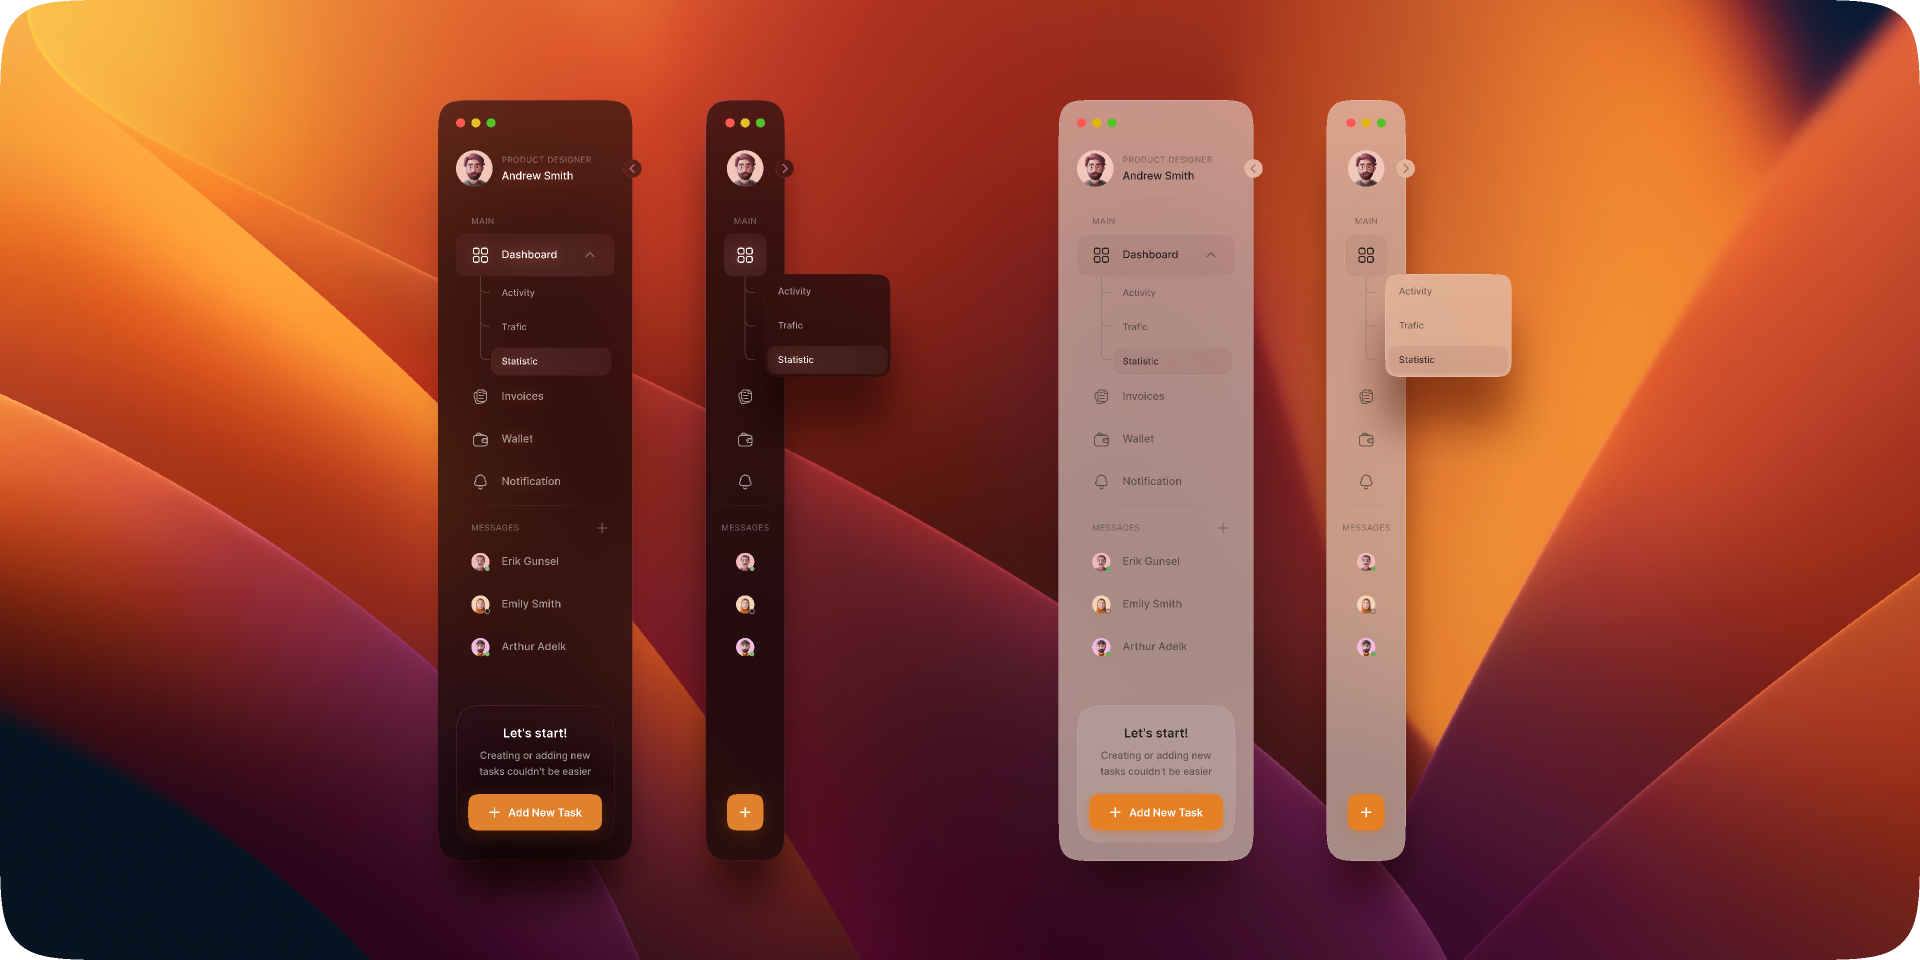 PRODUCT DESIGNER
Andrew Smith
MAIN
Dashboard
Activity
Trafic
Statistic
Invoices
Wallet
Notification
MESSAGES
Erik Gunsel
Emily Smith
Arthur Adelk
Let's start!
Creating or adding new
tasks couldn't be easier
Add New Task
MAIN
Activity
Trafic
Statistic
MESSAGES
PRODUCT DESIGNER
Andrew Smith
MAIN
Dashboard
Activity
Trafic
Statistic
Invoices
Wallet
Notification
MESSAGES
Erik Gunsel
Emily Smith
Arthur Adelk
Let's start!
Creating or adding new
tasks couldn't be easier
Add New Task
MAIN
Activity
Trafic
Statistic
MESSAGES